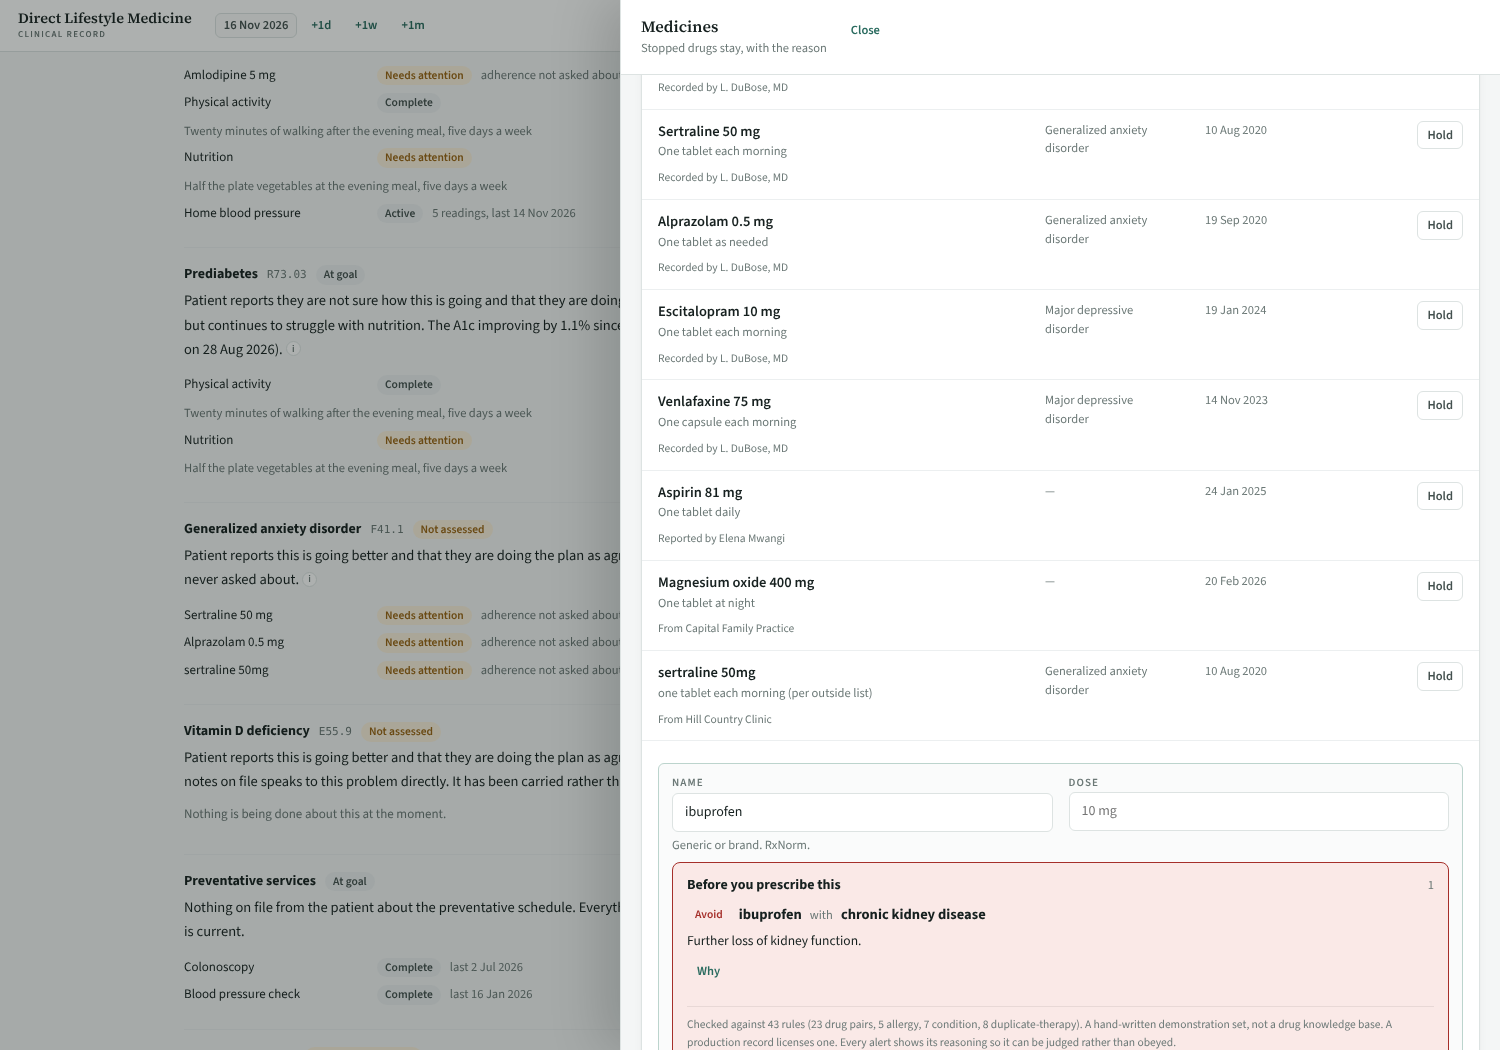 Direct Lifestyle Medicine
CLINICAL RECORD
16 Nov 2026
+1d
+1w
+1m
Amlodipine 5 mg
Needs attention
adherence not asked about
Physical activity
Complete
Twenty minutes of walking after the evening meal, five days a week
Nutrition
Needs attention
Half the plate vegetables at the evening meal, five days a week
Home blood pressure
Active
5 readings, last 14 Nov 2026
Prediabetes R73.03 At goal
Patient reports they are not sure how this is going and that they are doing
but continues to struggle with nutrition. The A1c improving by 1.1% since
on 28 Aug 2026). i
Physical activity
Complete
Twenty minutes of walking after the evening meal, five days a week
Nutrition
Needs attention
Half the plate vegetables at the evening meal, five days a week
Generalized anxiety disorder F41.1 Not assessed
Patient reports this is going better and that they are doing the plan as
never asked about. i
Sertraline 50 mg
Needs attention
adherence not asked about
Alprazolam 0.5 mg
Needs attention
adherence not asked about
sertraline 50mg
Needs attention
adherence not asked about
Vitamin D deficiency E55.9 Not assessed
Patient reports this is going better and that they are doing the plan as
notes on file speaks to this problem directly. It has been carried rather
Nothing is being done about this at the moment.
Preventative services At goal
Nothing on file from the patient about the preventative schedule.
is current.
Colonoscopy
Complete
last 2 Jul 2026
Blood pressure check
Complete
last 16 Jan 2026
Medicines
Stopped drugs stay, with the reason
Close
Recorded by L. DuBose, MD
Sertraline 50 mg
One tablet each morning
Recorded by L. DuBose, MD
Generalized anxiety
disorder
10 Aug 2020
Hold
Alprazolam 0.5 mg
One tablet as needed
Recorded by L. DuBose, MD
Generalized anxiety
disorder
19 Sep 2020
Hold
Escitalopram 10 mg
One tablet each morning
Recorded by L. DuBose, MD
Major depressive
disorder
19 Jan 2024
Hold
Venlafaxine 75 mg
One capsule each morning
Recorded by L. DuBose, MD
Major depressive
disorder
14 Nov 2023
Hold
Aspirin 81 mg
One tablet daily
Reported by Elena Mwangi
—
24 Jan 2025
Hold
Magnesium oxide 400 mg
One tablet at night
From Capital Family Practice
—
20 Feb 2026
Hold
sertraline 50mg
one tablet each morning (per outside list)
From Hill Country Clinic
Generalized anxiety
disorder
10 Aug 2020
Hold
NAME
ibuprofen
Generic or brand. RxNorm.
DOSE
10 mg
Before you prescribe this
1
Avoid ibuprofen with chronic kidney disease
Further loss of kidney function.
Why
Checked against 43 rules (23 drug pairs, 5 allergy, 7 condition, 8 duplicate-therapy). A hand-written demonstration set, not a drug knowledge base. A
production record licenses one. Every alert shows its reasoning so it can be judged rather than obeyed.